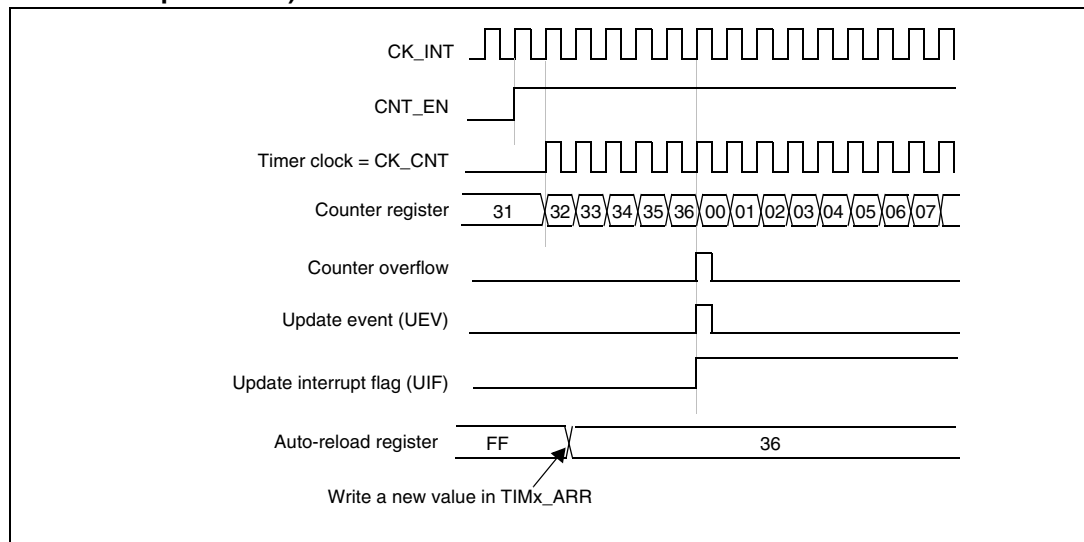 CK_INT
CNT_EN
Timer clock = CK_CNT
Counter register 31 32 33 34 35 36 00 01 02 03 04 05 06 07
Counter overflow
Update event (UEV)
Update interrupt flag (UIF)
Auto-reload register FF 36
Write a new value in TIMx_ARR